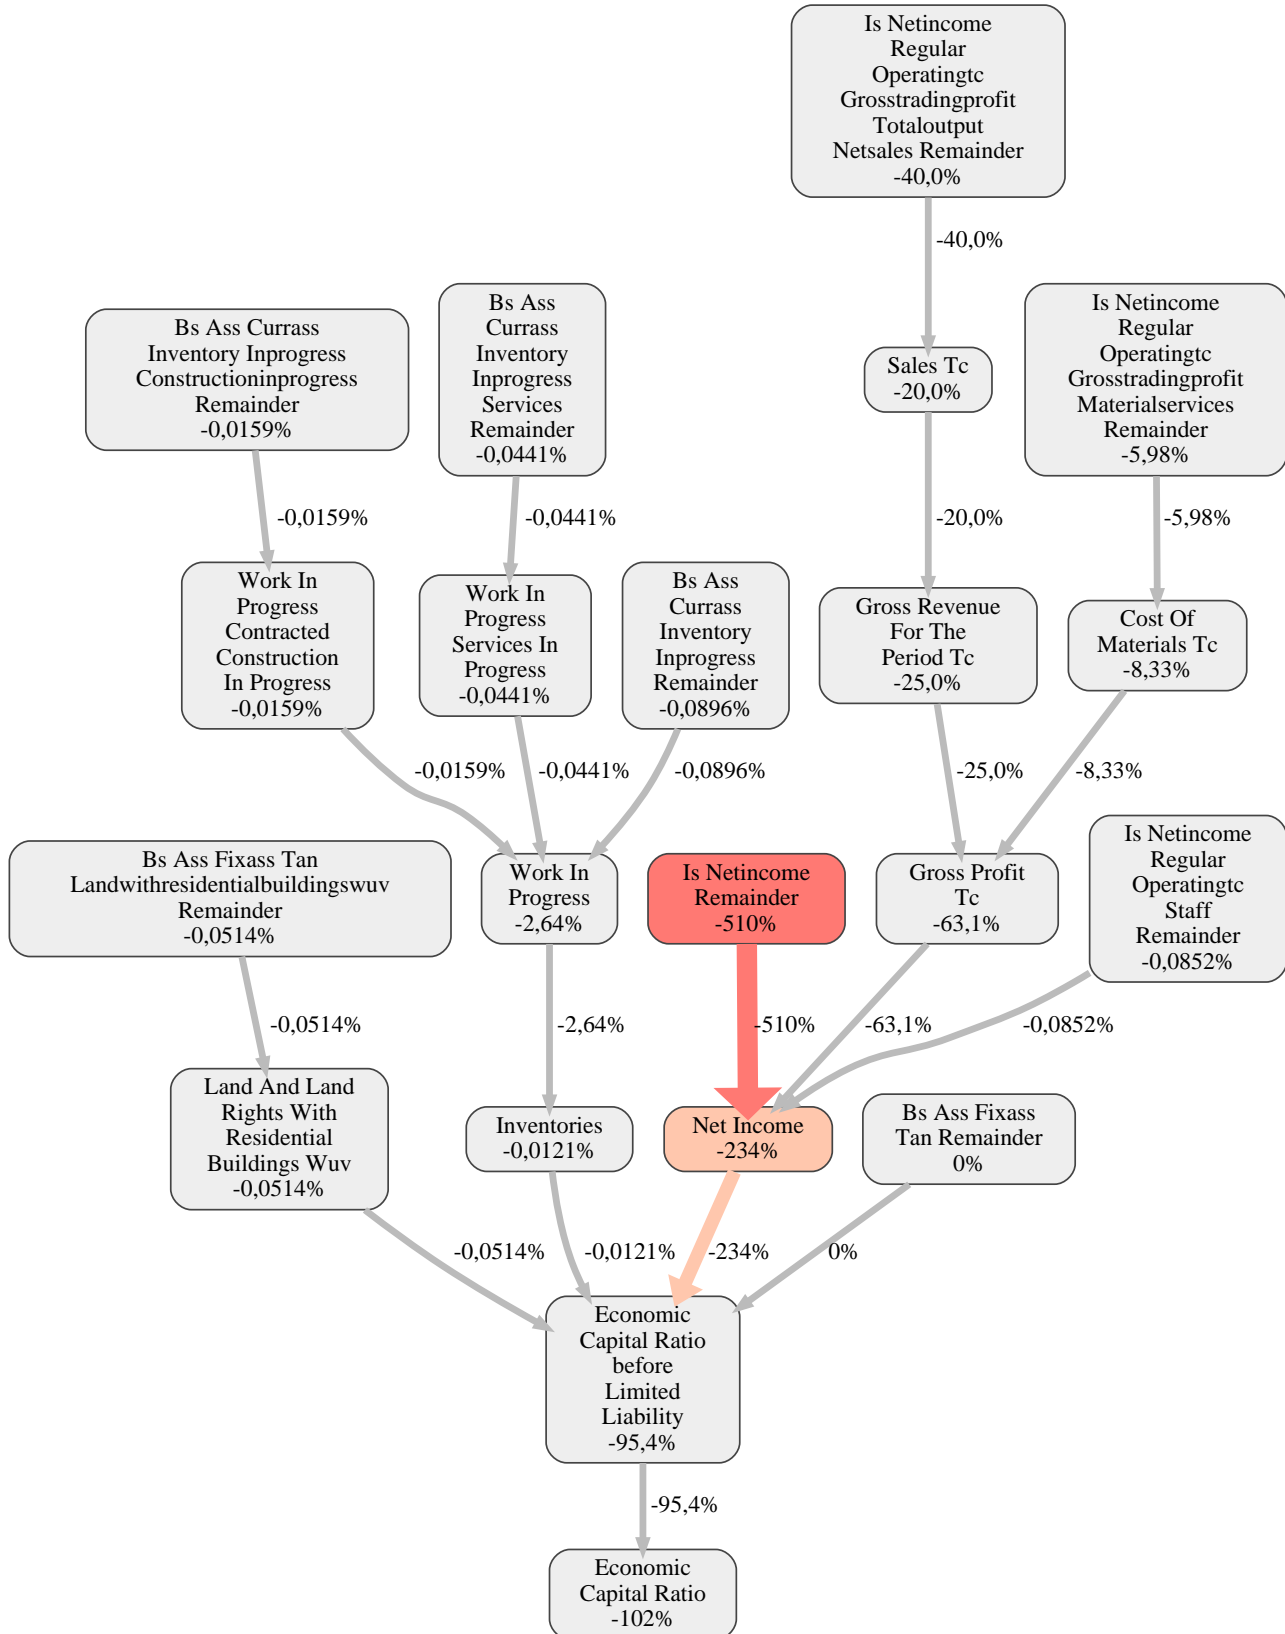 Is Netincome
Regular
Operatingtc
Grosstradingprofit
Totaloutput
Netsales Remainder
-40,0%
-40,0%
Bs Ass Currass
Inventory Inprogress
Constructioninprogress
Remainder
-0,0159%
Bs Ass
Currass
Inventory
Inprogress
Services
Remainder
-0,0441%
Sales Tc
-20,0%
Is Netincome
Regular
Operatingtc
Grosstradingprofit
Materialservices
Remainder
-5,98%
-0,0159%
-0,0441%
-20,0%
-5,98%
Work In
Progress
Contracted
Construction
In Progress
-0,0159%
Work In
Progress
Services In
Progress
-0,0441%
Bs Ass
Currass
Inventory
Inprogress
Remainder
-0,0896%
Gross Revenue
For The
Period Tc
-25,0%
Cost Of
Materials Tc
-8,33%
-0,0159%
-0,0441%
-0,0896%
-25,0%
-8,33%
Bs Ass Fixass Tan
Landwithresidentialbuildingswuv
Remainder
-0,0514%
Work In
Progress
-2,64%
Is Netincome
Remainder
-510%
Gross Profit
Tc
-63,1%
Is Netincome
Regular
Operatingtc
Staff
Remainder
-0,0852%
-0,0514%
-2,64%
-510%
-63,1%
-0,0852%
Land And Land
Rights With
Residential
Buildings Wuv
-0,0514%
Inventories
-0,0121%
Net Income
-234%
Bs Ass Fixass
Tan Remainder
0%
-0,0514%
-0,0121%
-234%
0%
Economic
Capital Ratio
before
Limited
Liability
-95,4%
-95,4%
Economic
Capital Ratio
-102%